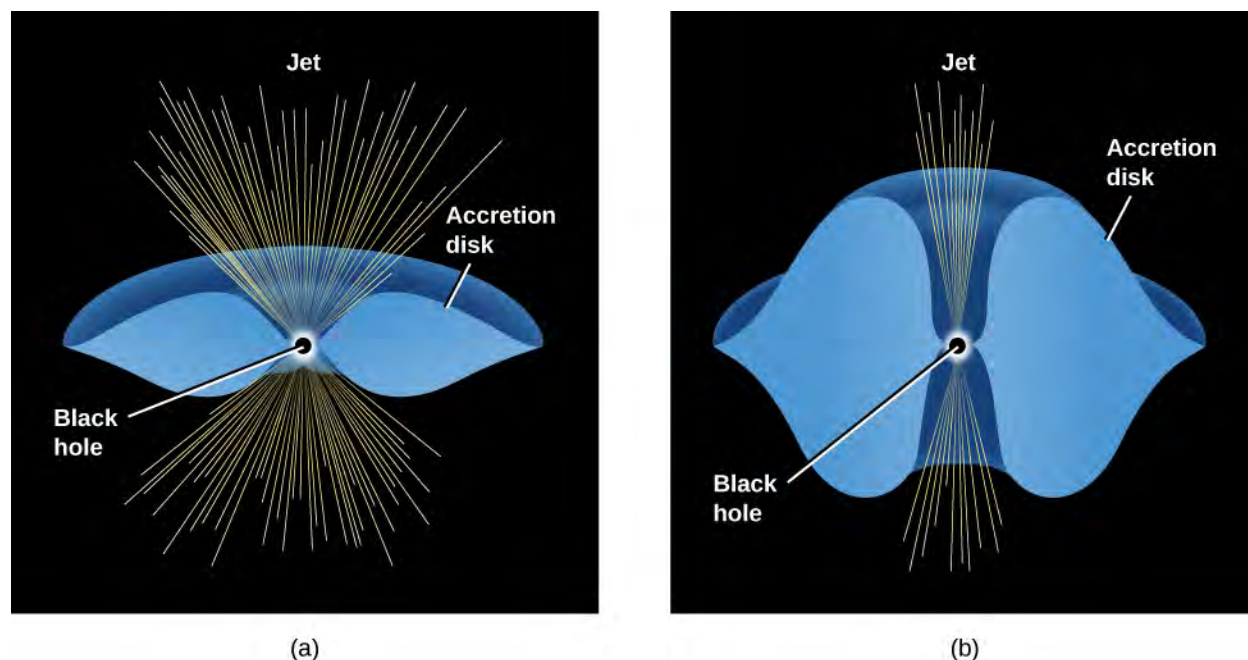 Jet
Accretion
disk
Black
hole
(a)
Jet
Accretion
disk
Black
hole
(b)